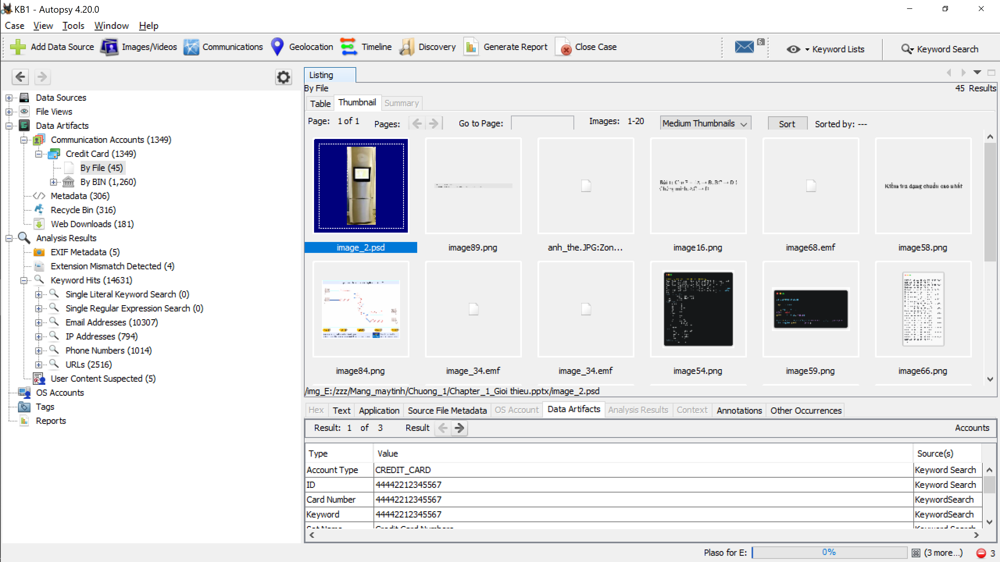 KB1 - Autopsy 4.20.0
Case View Tools Window Help
Add Data Source Images/Videos Communications Geolocation Timeline Discovery Generate Report Close Case 6 Keyword Lists Keyword Search
Data Sources
File Views
Data Artifacts
Communication Accounts (1349)
Credit Card (1349)
By File (45)
By BIN (1,260)
Metadata (306)
Recycle Bin (316)
Web Downloads (181)
Analysis Results
EXIF Metadata (5)
Extension Mismatch Detected (4)
Keyword Hits (14631)
Single Literal Keyword Search (0)
Single Regular Expression Search (0)
Email Addresses (10307)
IP Addresses (794)
Phone Numbers (1014)
URLs (2516)
User Content Suspected (5)
OS Accounts
Tags
Reports
Listing
By File 45 Results
Table Thumbnail Summary
Page: 1 of 1 Pages: Go to Page: Images: 1-20 Medium Thumbnails Sort Sorted by: ---
Kiểm tra dạng chuẩn cao nhất
image_2.psd image89.png anh_the.JPG:Zon... image16.png image68.emf image58.png
image84.png image_34.emf image_34.emf image54.png image59.png image66.png
/img_E:/zzz/Mang_maytinh/Chuong_1/Chapter_1_Gioi thieu.pptx/image_2.psd
Hex Text Application Source File Metadata OS Account Data Artifacts Analysis Results Context Annotations Other Occurrences
Result: 1 of 3 Result Accounts
Type Value Source(s)
Account Type CREDIT_CARD Keyword Search
ID 44442212345567 Keyword Search
Card Number 44442212345567 KeywordSearch
Keyword 44442212345567 KeywordSearch
Plaso for E: 0% (3 more...) 3